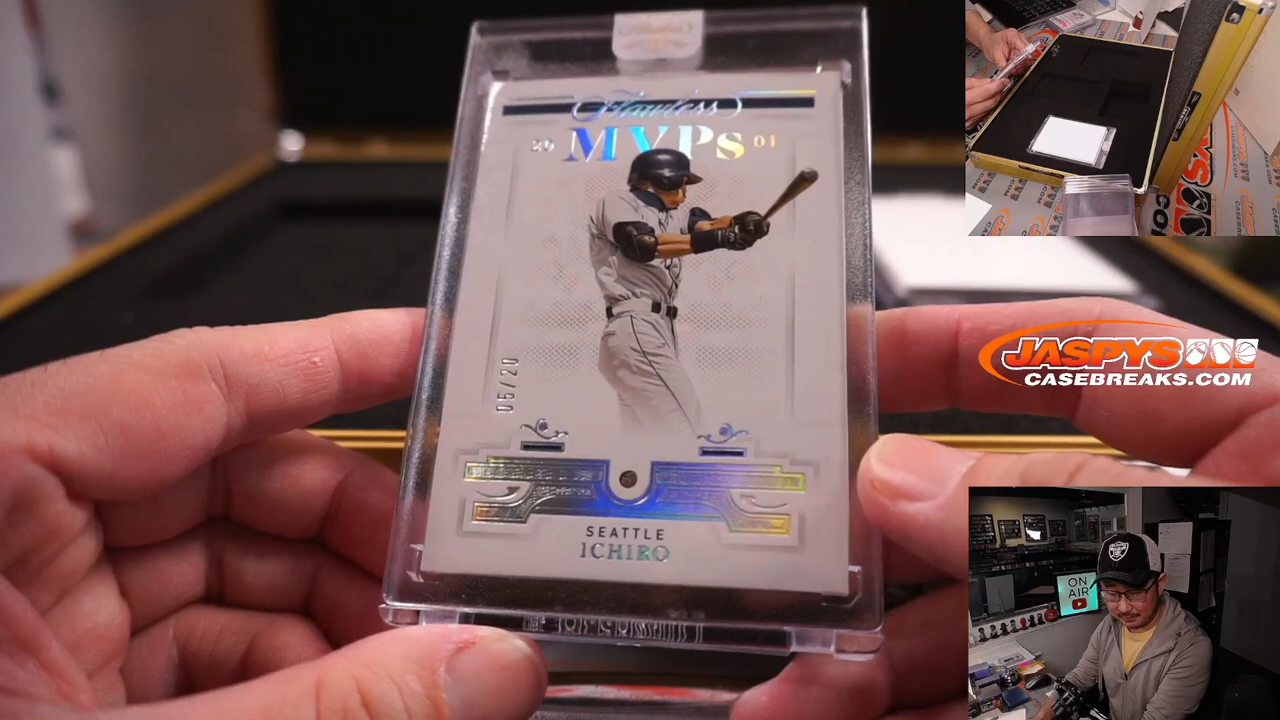 Flawless
20 MVPs 01
05/20
SEATTLE
ICHIRO
JASPYS
CASEBREAKS.COM
ON
AIR